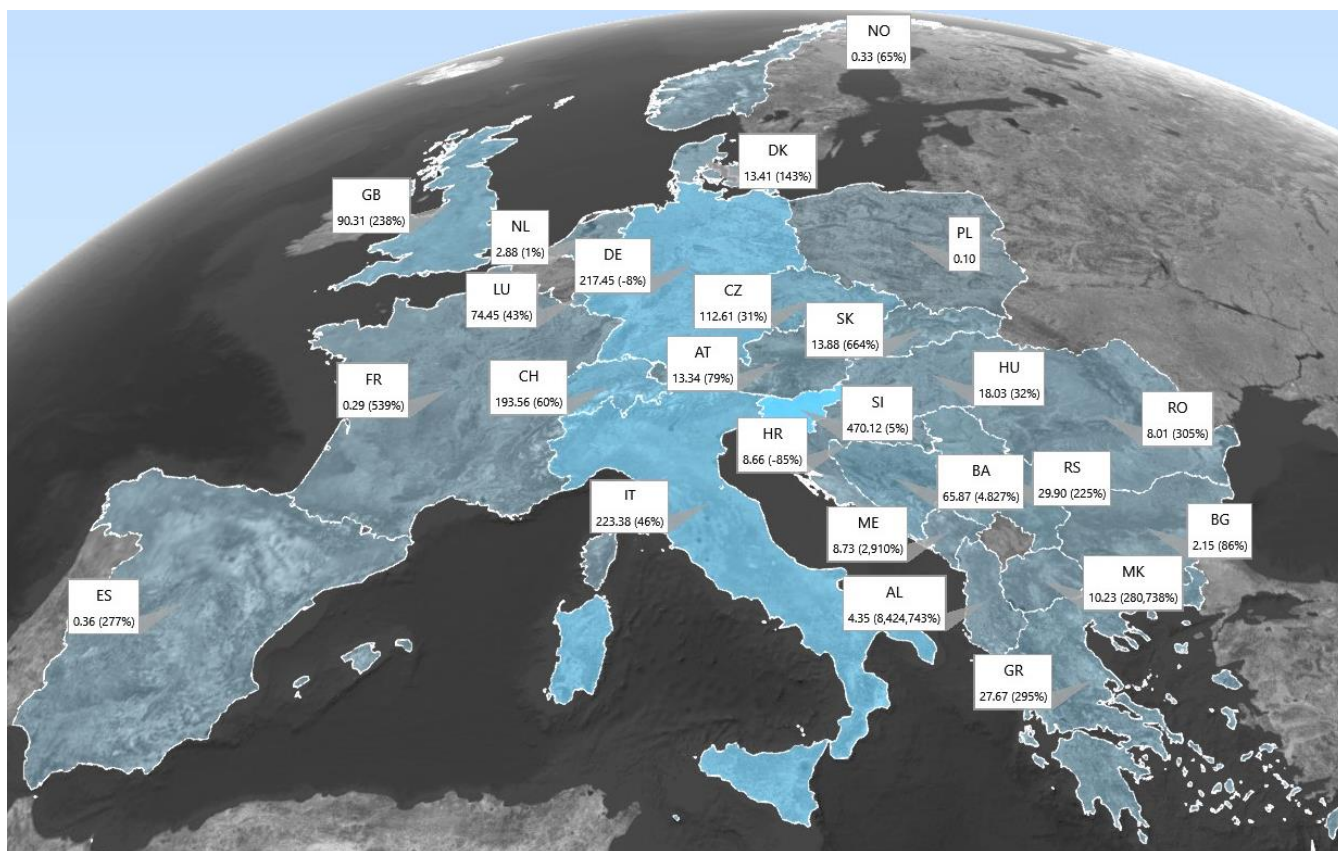 NO
0.33 (65%)
DK
13.41 (143%)
GB
90.31 (238%)
NL
2.88 (1%)
DE
217.45 (-8%)
PL
0.10
LU
74.45 (43%)
CZ
112.61 (31%)
SK
13.88 (664%)
AT
13.34 (79%)
HU
18.03 (32%)
FR
0.29 (539%)
CH
193.56 (60%)
SI
470.12 (5%)
RO
8.01 (305%)
HR
8.66 (-85%)
BA
65.87 (4.827%)
RS
29.90 (225%)
IT
223.38 (46%)
ME
8.73 (2,910%)
BG
2.15 (86%)
MK
10.23 (280,738%)
AL
4.35 (8,424,743%)
ES
0.36 (277%)
GR
27.67 (295%)